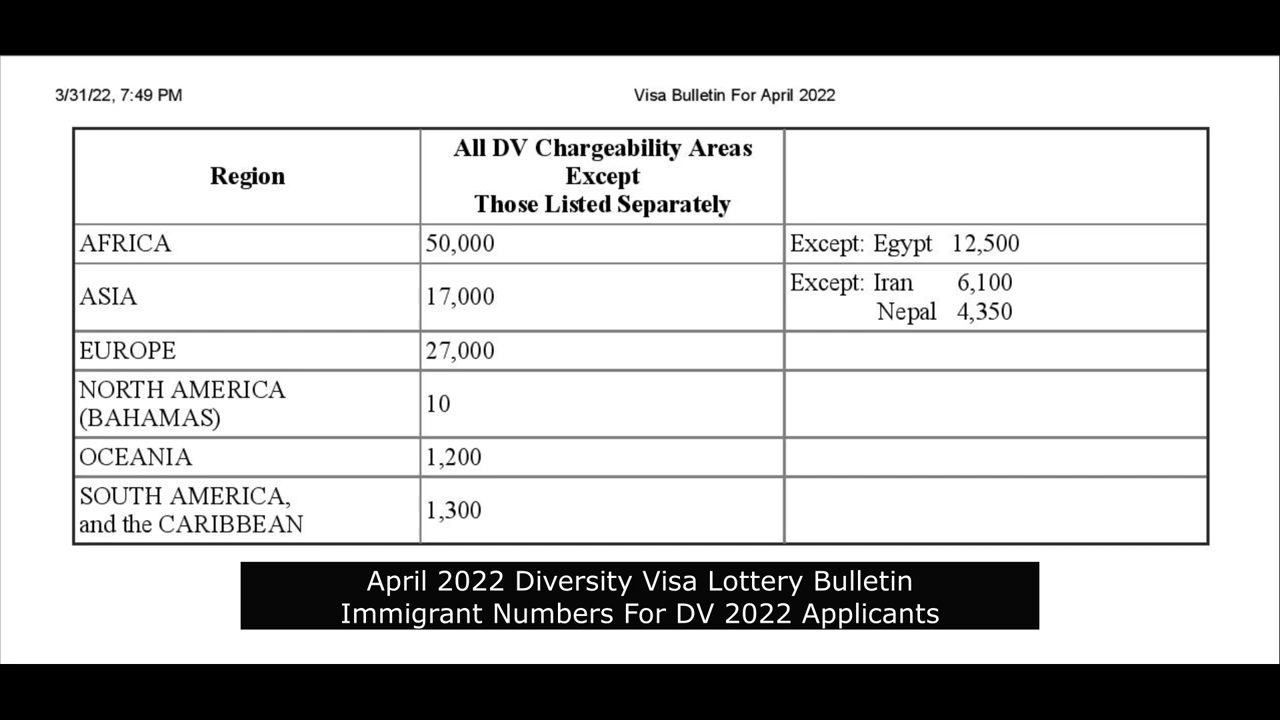 3/31/22, 7:49 PM Visa Bulletin For April 2022
Region
All DV Chargeability Areas
Except
Those Listed Separately
AFRICA 50,000 Except: Egypt 12,500
ASIA 17,000 Except: Iran 6,100
Nepal 4,350
EUROPE 27,000
NORTH AMERICA
(BAHAMAS) 10
OCEANIA 1,200
SOUTH AMERICA,
and the CARIBBEAN 1,300
April 2022 Diversity Visa Lottery Bulletin
Immigrant Numbers For DV 2022 Applicants